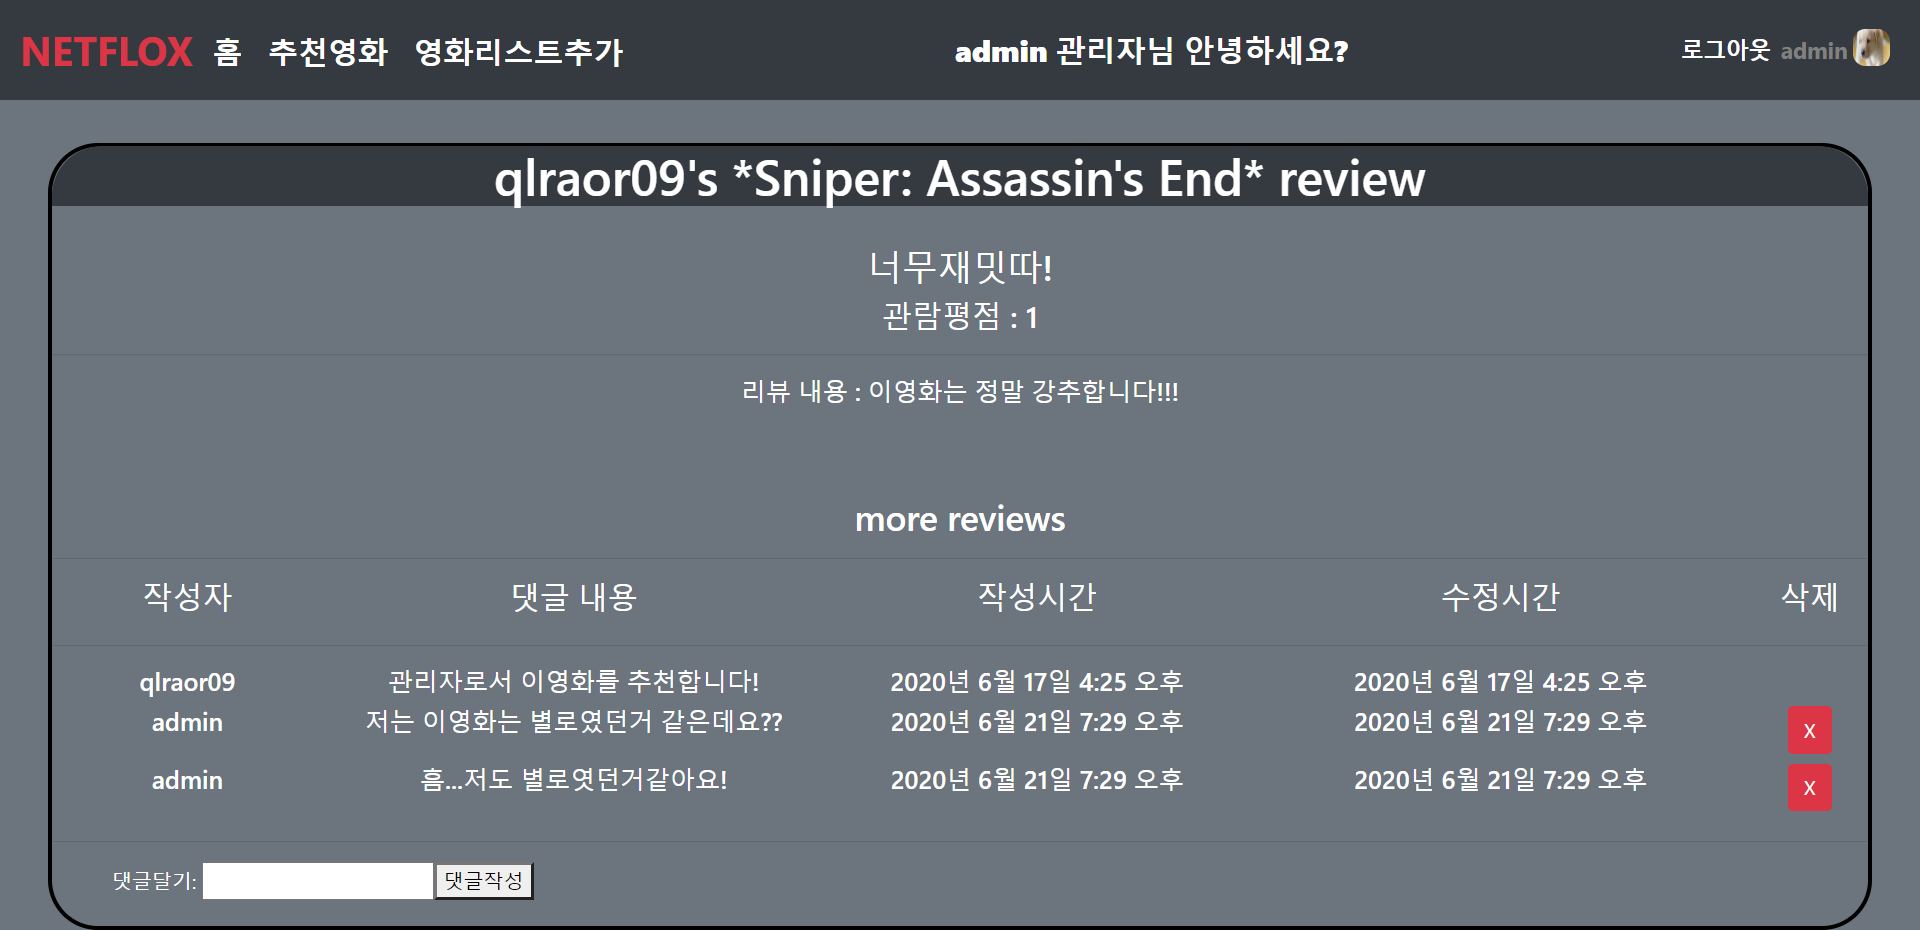 NETFLOX 홈 추천영화 영화리스트추가 admin 관리자님 안녕하세요? 로그아웃 admin
qlraor09's *Sniper: Assassin's End* review
너무재밋따!
관람평점 : 1
리뷰 내용 : 이영화는 정말 강추합니다!!!
more reviews
작성자 댓글 내용 작성시간 수정시간 삭제
qlraor09 관리자로서 이영화를 추천합니다! 2020년 6월 17일 4:25 오후 2020년 6월 17일 4:25 오후
admin 저는 이영화는 별로였던거 같은데요?? 2020년 6월 21일 7:29 오후 2020년 6월 21일 7:29 오후 X
admin 흠...저도 별로엿던거같아요! 2020년 6월 21일 7:29 오후 2020년 6월 21일 7:29 오후 X
댓글달기: 댓글작성